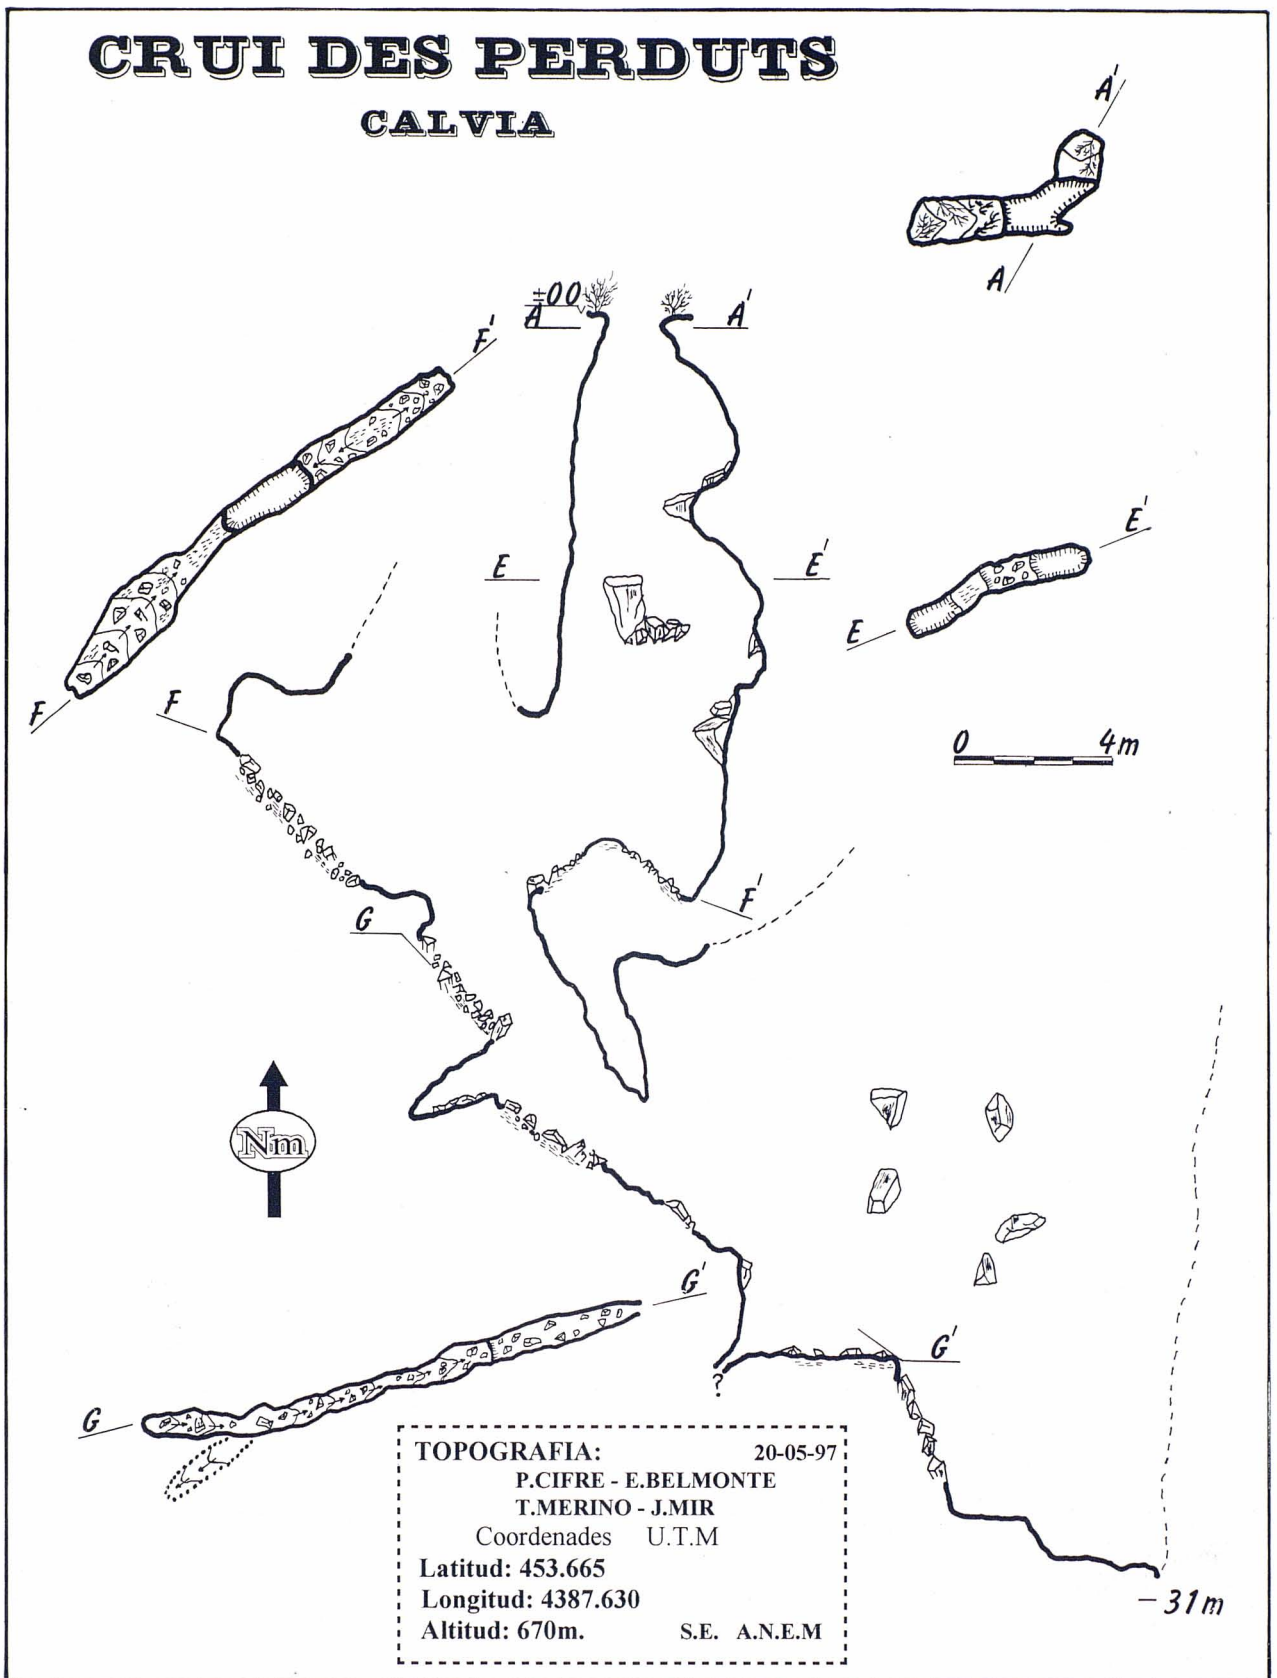 CRUI DES PERDUTS
CALVIA
A'
A
±00
A
A'
F'
E
E'
E'
E
F
F
0 4m
F'
G
Nm
G'
G'
?
G
TOPOGRAFIA: 20-05-97
P.CIFRE - E.BELMONTE
T.MERINO - J.MIR
Coordenades U.T.M
Latitud: 453.665
Longitud: 4387.630
Altitud: 670m. S.E. A.N.E.M
-31m